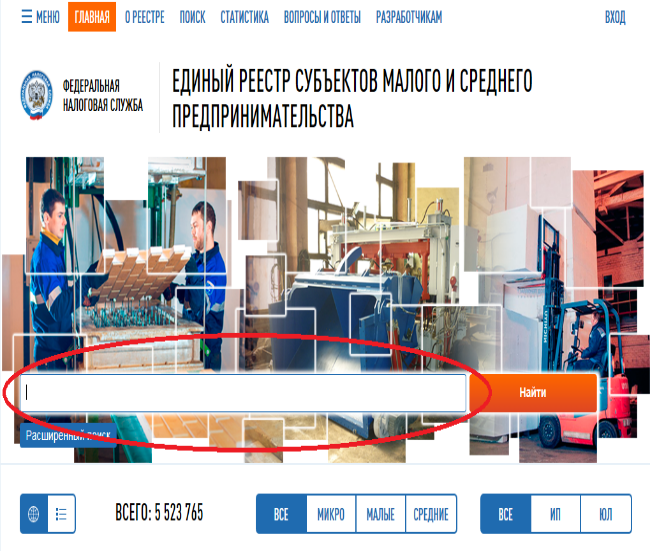 МЕНЮ ГЛАВНАЯ О РЕЕСТРЕ ПОИСК СТАТИСТИКА ВОПРОСЫ И ОТВЕТЫ РАЗРАБОТЧИКАМ ВХОД
ФЕДЕРАЛЬНАЯ
НАЛОГОВАЯ СЛУЖБА
ЕДИНЫЙ РЕЕСТР СУБЪЕКТОВ МАЛОГО И СРЕДНЕГО
ПРЕДПРИНИМАТЕЛЬСТВА
Найти
Расширенный поиск
ВСЕГО: 5 523 765 ВСЕ МИКРО МАЛЫЕ СРЕДНИЕ ВСЕ ИП ЮЛ